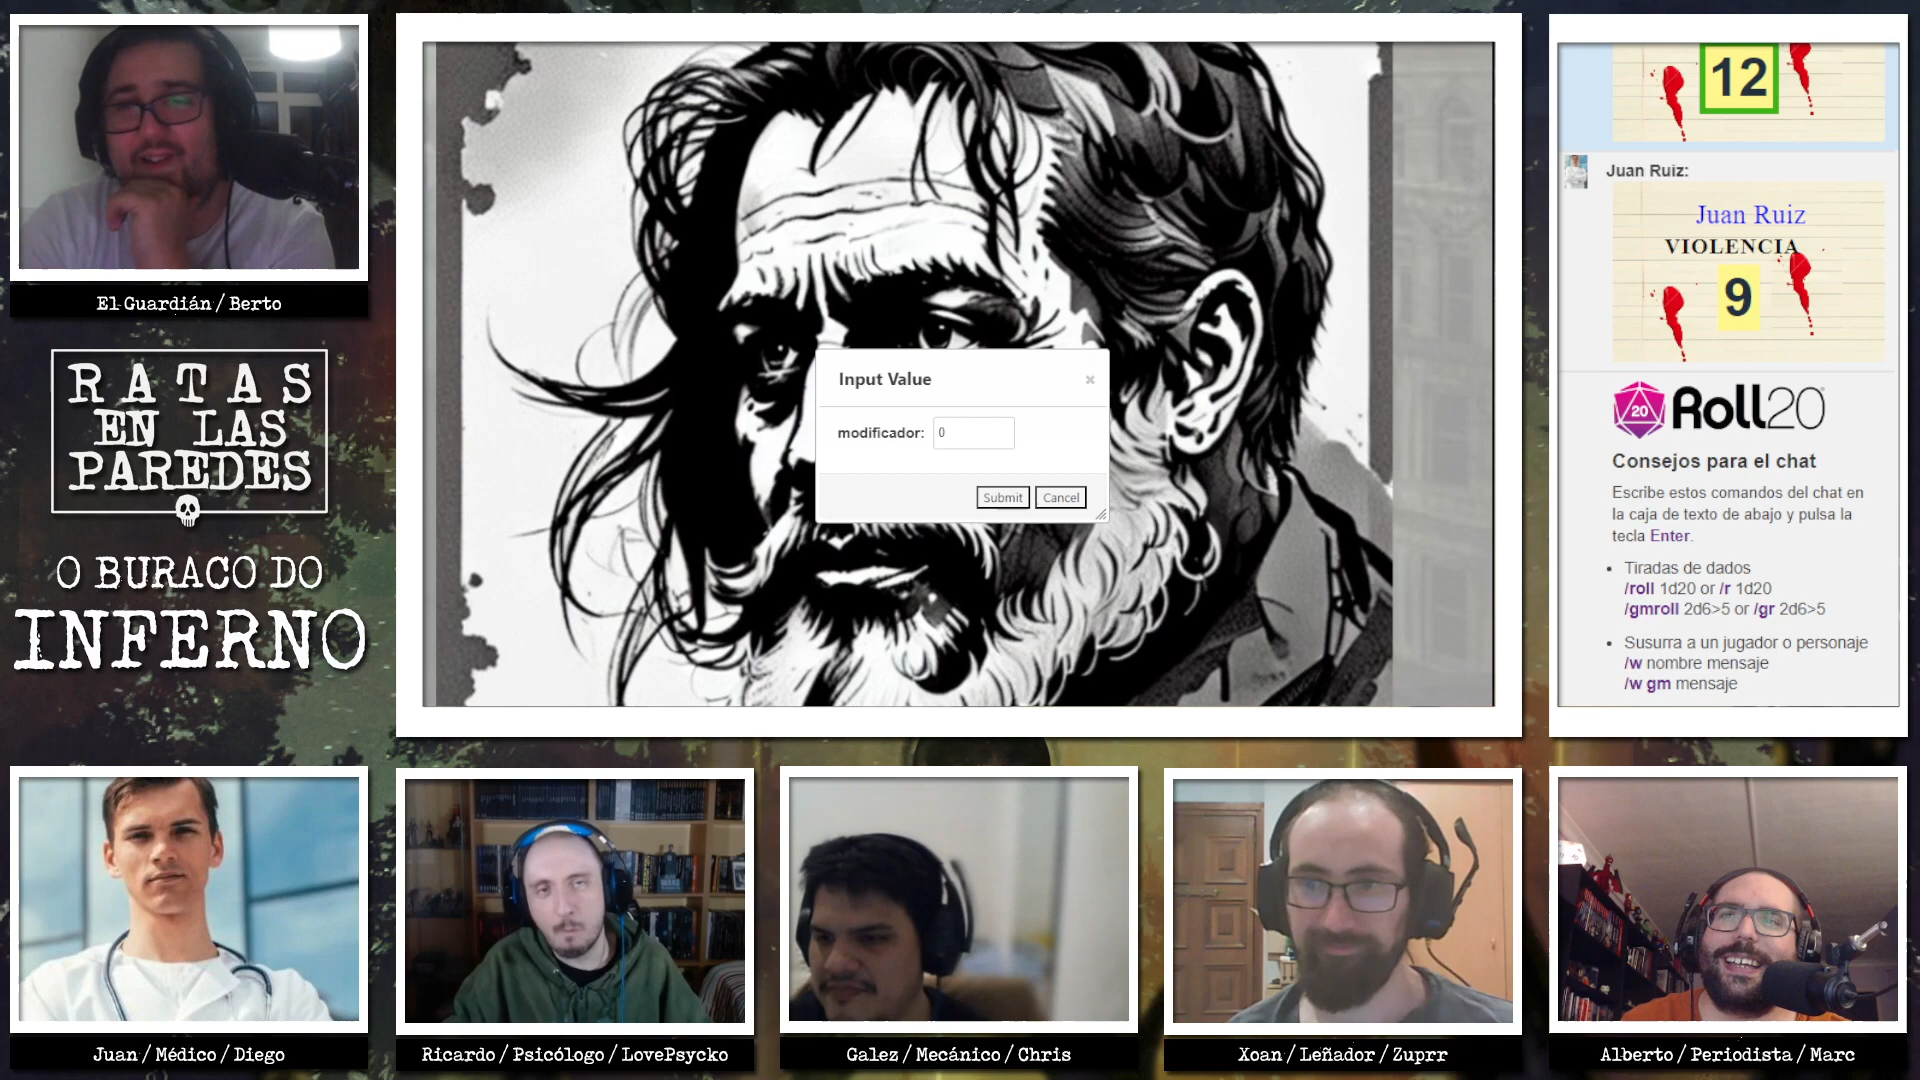 El Guardián / Berto
RATAS
EN LAS
PAREDES
O BURACO DO
INFERNO
Input Value
×
modificador: 0
Submit Cancel
12
Juan Ruiz:
Juan Ruiz
VIOLENCIA
9
20 Roll20
Consejos para el chat
Escribe estos comandos del chat en
la caja de texto de abajo y pulsa la
tecla Enter.
• Tiradas de dados
/roll 1d20 or /r 1d20
/gmroll 2d6>5 or /gr 2d6>5
• Susurra a un jugador o personaje
/w nombre mensaje
/w gm mensaje
Juan / Médico / Diego
Ricardo / Psicólogo / LovePsycko
Galez / Mecánico / Chris
Xoan / Leñador / Zuprr
Alberto / Periodista / Marc